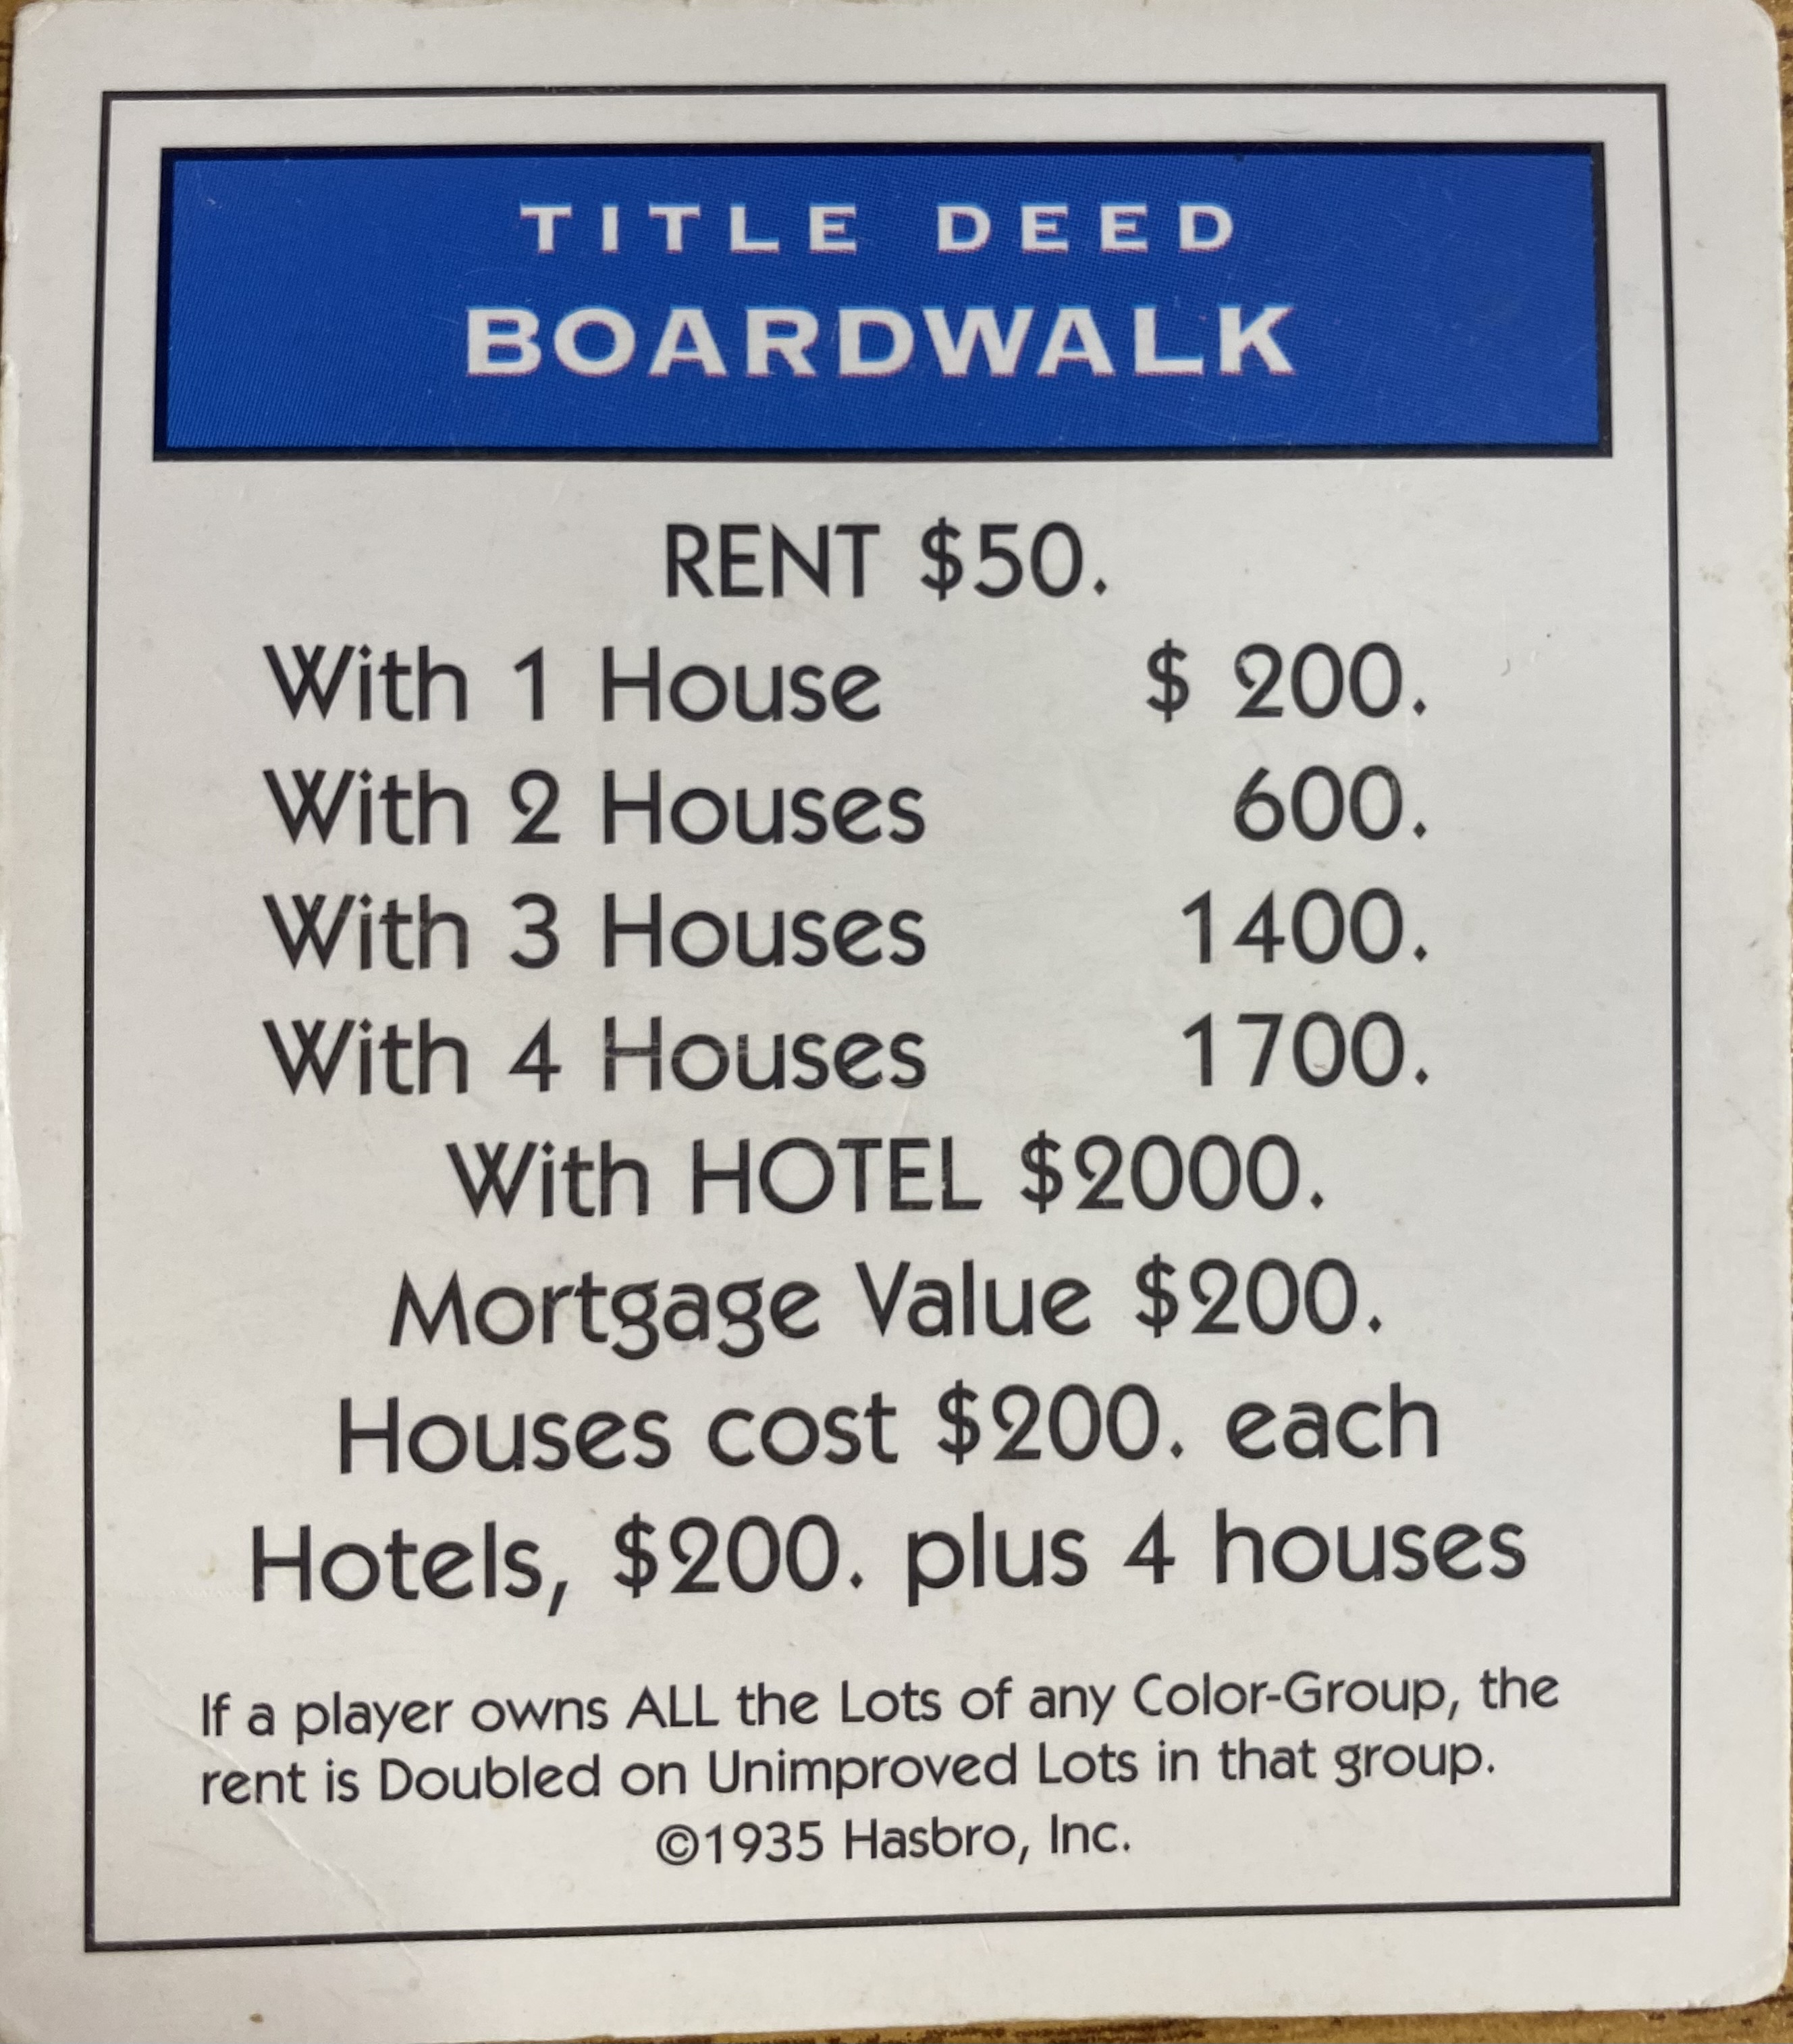 TITLE DEED
BOARDWALK
RENT $50.
With 1 House $ 200.
With 2 Houses 600.
With 3 Houses 1400.
With 4 Houses 1700.
With HOTEL $2000.
Mortgage Value $200.
Houses cost $200. each
Hotels, $200. plus 4 houses
If a player owns ALL the Lots of any Color-Group, the
rent is Doubled on Unimproved Lots in that group.
©1935 Hasbro, Inc.